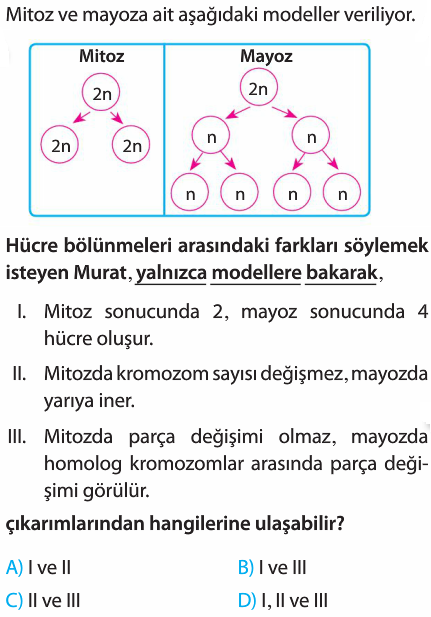 Mitoz ve mayoza ait aşağıdaki modeller veriliyor.
Mitoz
2n
2n 2n
Mayoz
2n
n n
n n n n
Hücre bölünmeleri arasındaki farkları söylemek
isteyen Murat, yalnızca modellere bakarak,
I. Mitoz sonucunda 2, mayoz sonucunda 4
hücre oluşur.
II. Mitozda kromozom sayısı değişmez, mayozda
yarıya iner.
III. Mitozda parça değişimi olmaz, mayozda
homolog kromozomlar arasında parça deği-
şimi görülür.
çıkarımlarından hangilerine ulaşabilir?
A) I ve II B) I ve III
C) II ve III D) I, II ve III